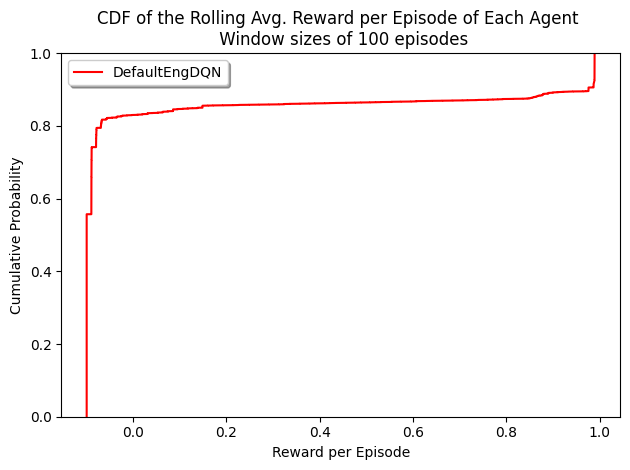 CDF of the Rolling Avg. Reward per Episode of Each Agent
Window sizes of 100 episodes
DefaultEngDQN
Cumulative Probability
1.0
0.8
0.6
0.4
0.2
0.0
0.0 0.2 0.4 0.6 0.8 1.0
Reward per Episode